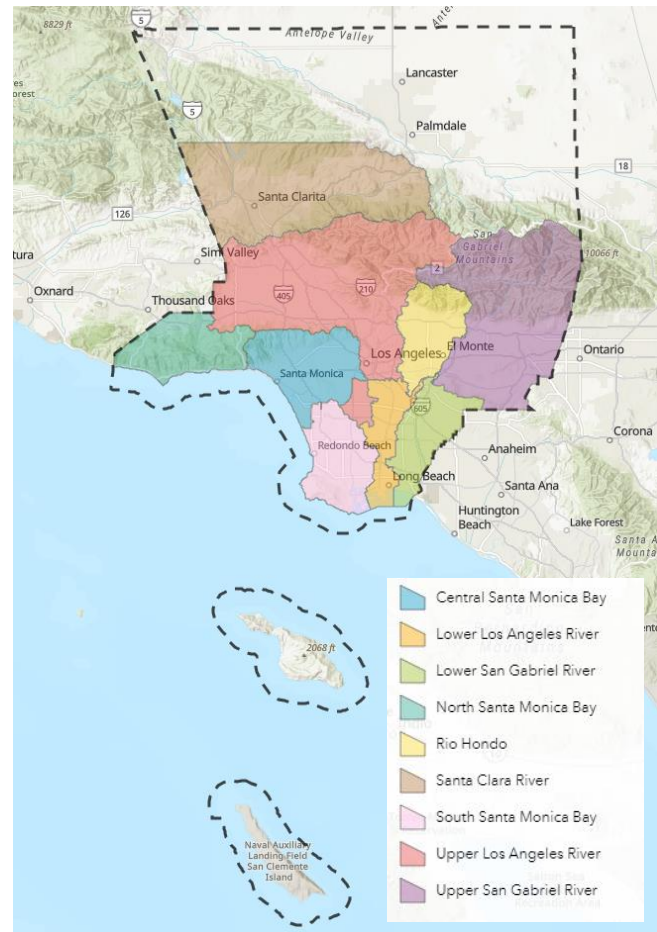 5
8829 ft
Antelope Valley
Ante
Lancaster
5
Palmdale
18
Santa Clarita
126
Simi Valley
San
Gabriel
Mountains
10066 ft
2
tura
Oxnard
Thousand Oaks
405
210
El Monte
Los Angeles
Ontario
Santa Monica
605
Redondo Beach
Corona
Anaheim
Long Beach
Santa Ana
Huntington
Beach
Lake Forest
Santa A
Mounta
2068 ft
Naval Auxiliary
Landing Field
San Clemente
Island
Central Santa Monica Bay
Lower Los Angeles River
Lower San Gabriel River
North Santa Monica Bay
Rio Hondo
Santa Clara River
South Santa Monica Bay
Upper Los Angeles River
Upper San Gabriel River